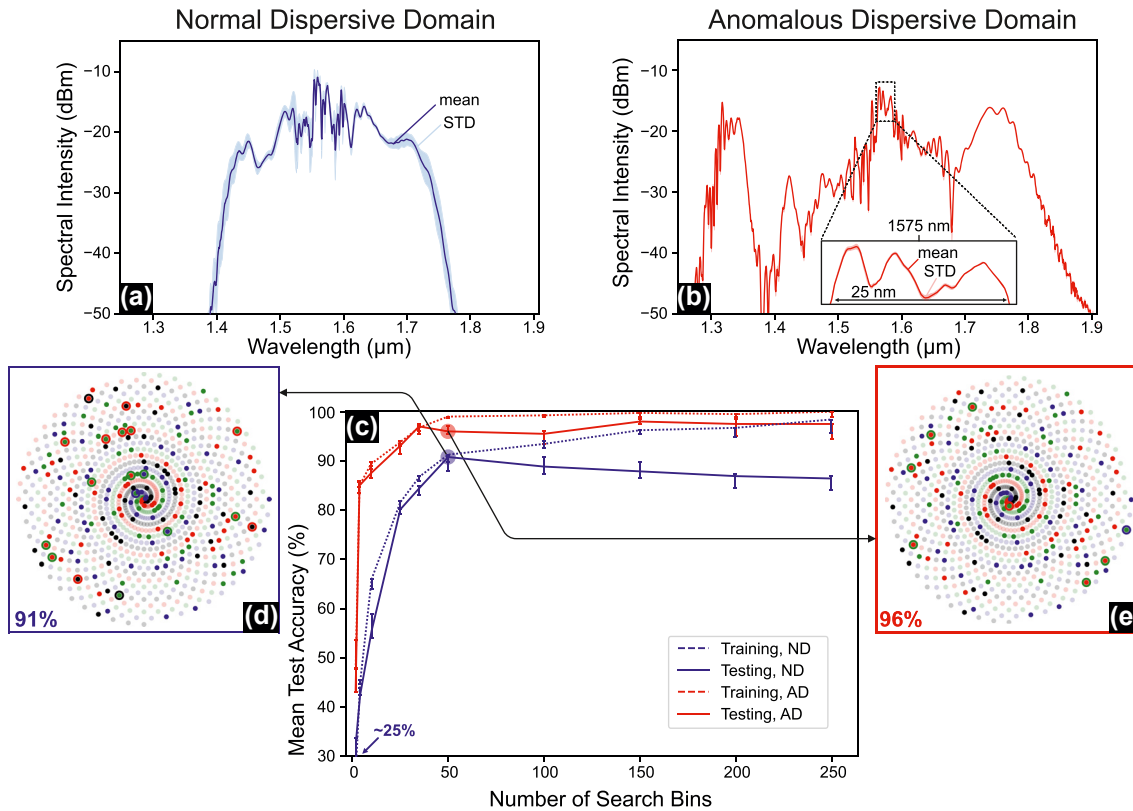 Normal Dispersive Domain
Anomalous Dispersive Domain
Spectral Intensity (dBm)
−10
−20
−30
−40
−50
mean
STD
(a)
1.3
1.4
1.5
1.6
1.7
1.8
1.9
Wavelength (μm)
Spectral Intensity (dBm)
−10
−20
−30
−40
−50
1575 nm
mean
STD
25 nm
(b)
1.3
1.4
1.5
1.6
1.7
1.8
1.9
Wavelength (μm)
91%
(d)
(c)
Mean Test Accuracy (%)
100
90
80
70
60
50
40
30
~25%
Training, ND
Testing, ND
Training, AD
Testing, AD
0
50
100
150
200
250
Number of Search Bins
96%
(e)